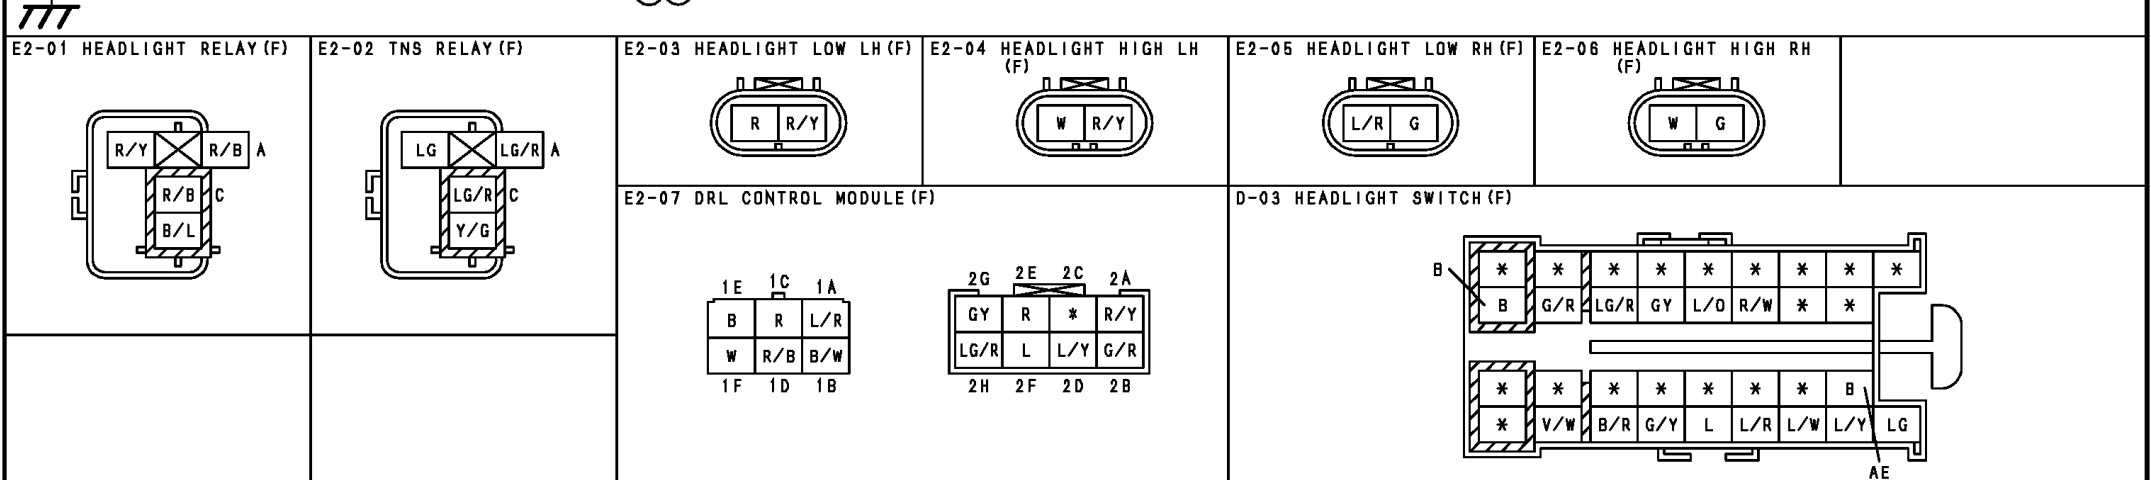 E2-01 HEADLIGHT RELAY(F)
R/Y R/B A
R/B C
B/L
E2-02 TNS RELAY(F)
LG LG/R A
LG/R C
Y/G
E2-03 HEADLIGHT LOW LH(F)
R R/Y
E2-04 HEADLIGHT HIGH LH
(F)
W R/Y
E2-05 HEADLIGHT LOW RH(F)
L/R G
E2-06 HEADLIGHT HIGH RH
(F)
W G
E2-07 DRL CONTROL MODULE(F)
1E 1C 1A
B R L/R
W R/B B/W
1F 1D 1B
2G 2E 2C 2A
GY R * R/Y
LG/R L L/Y G/R
2H 2F 2D 2B
D-03 HEADLIGHT SWITCH(F)
B
* * * * * * * * *
B G/R LG/R GY L/O R/W * *
* * * * * * * B
* V/W B/R G/Y L L/R L/W L/Y LG
AE